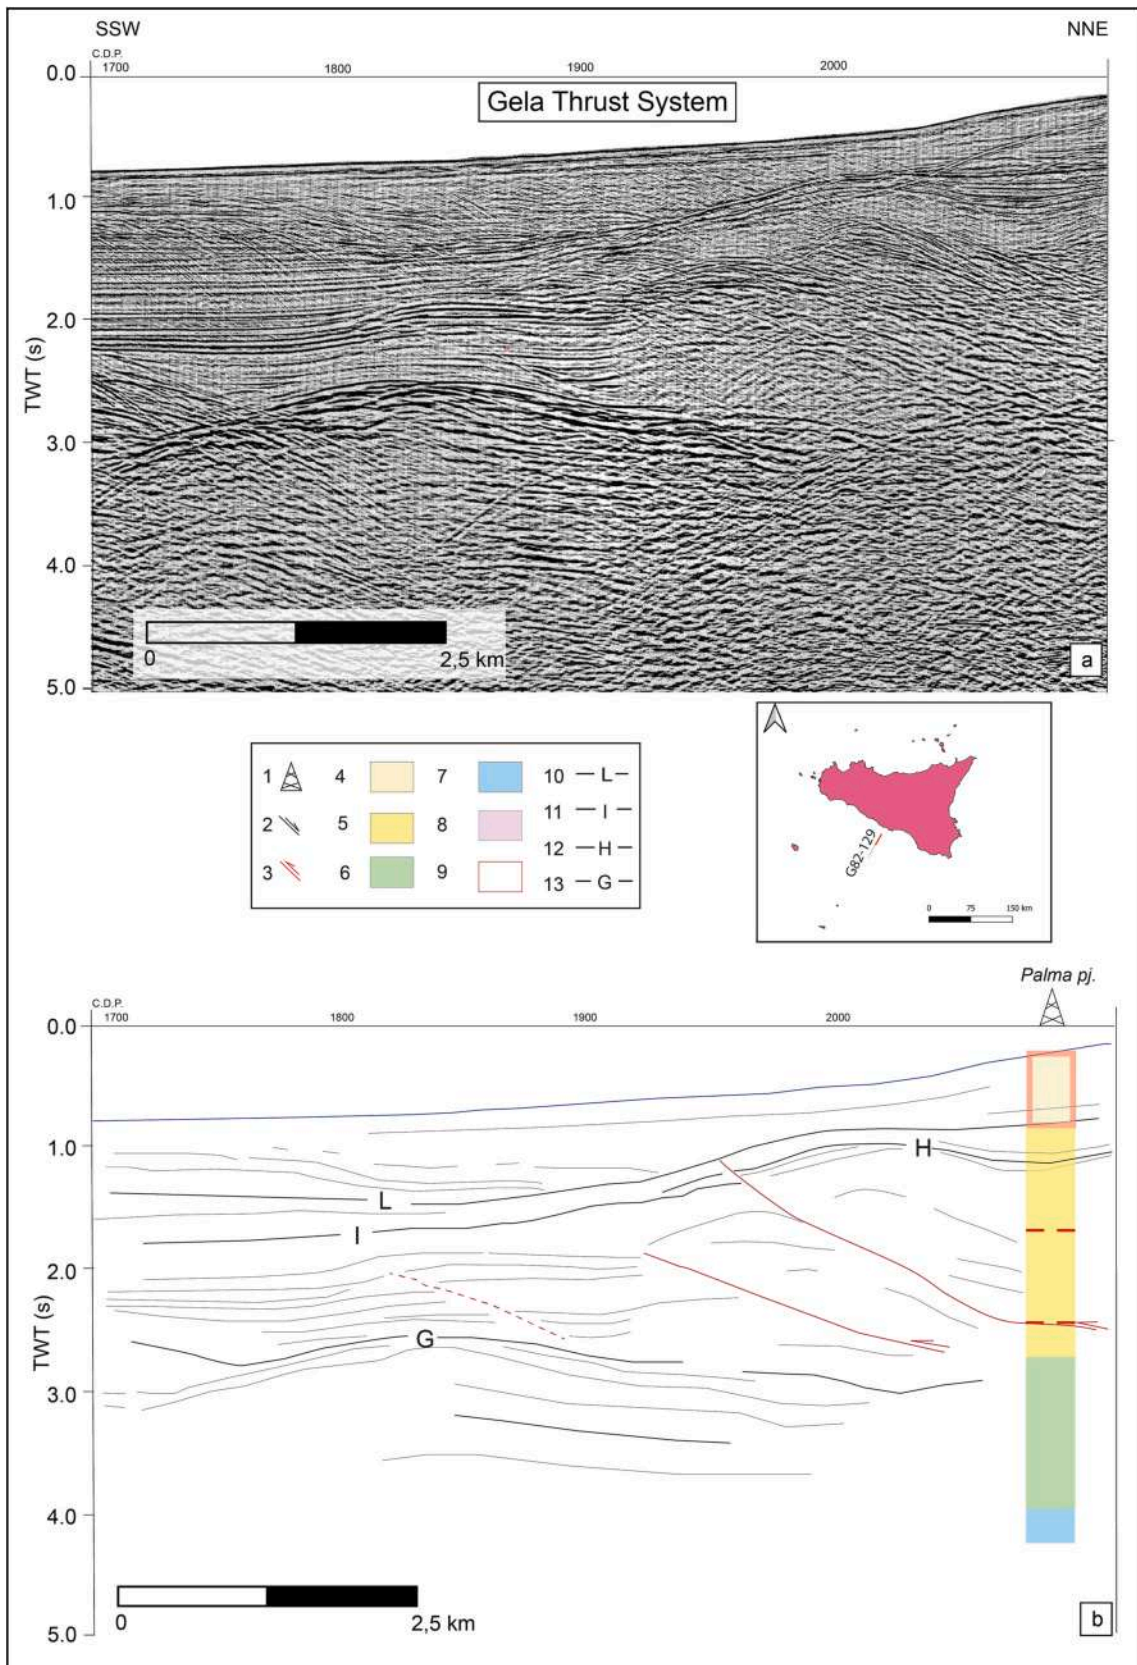 SSW NNE
C.D.P.
1700 1800 1900 2000
0.0
Gela Thrust System
1.0
2.0
TWT (s)
3.0
4.0
0 2,5 km
a
5.0
1 4 7 10 L
11 I
2 5 8
12 H
3 6 9 13 G
G82-129
0 75 150 km
Palma pj.
C.D.P.
1700 1800 1900 2000
0.0
1.0
H
L
I
2.0
TWT (s)
G
3.0
4.0
0 2,5 km
b
5.0